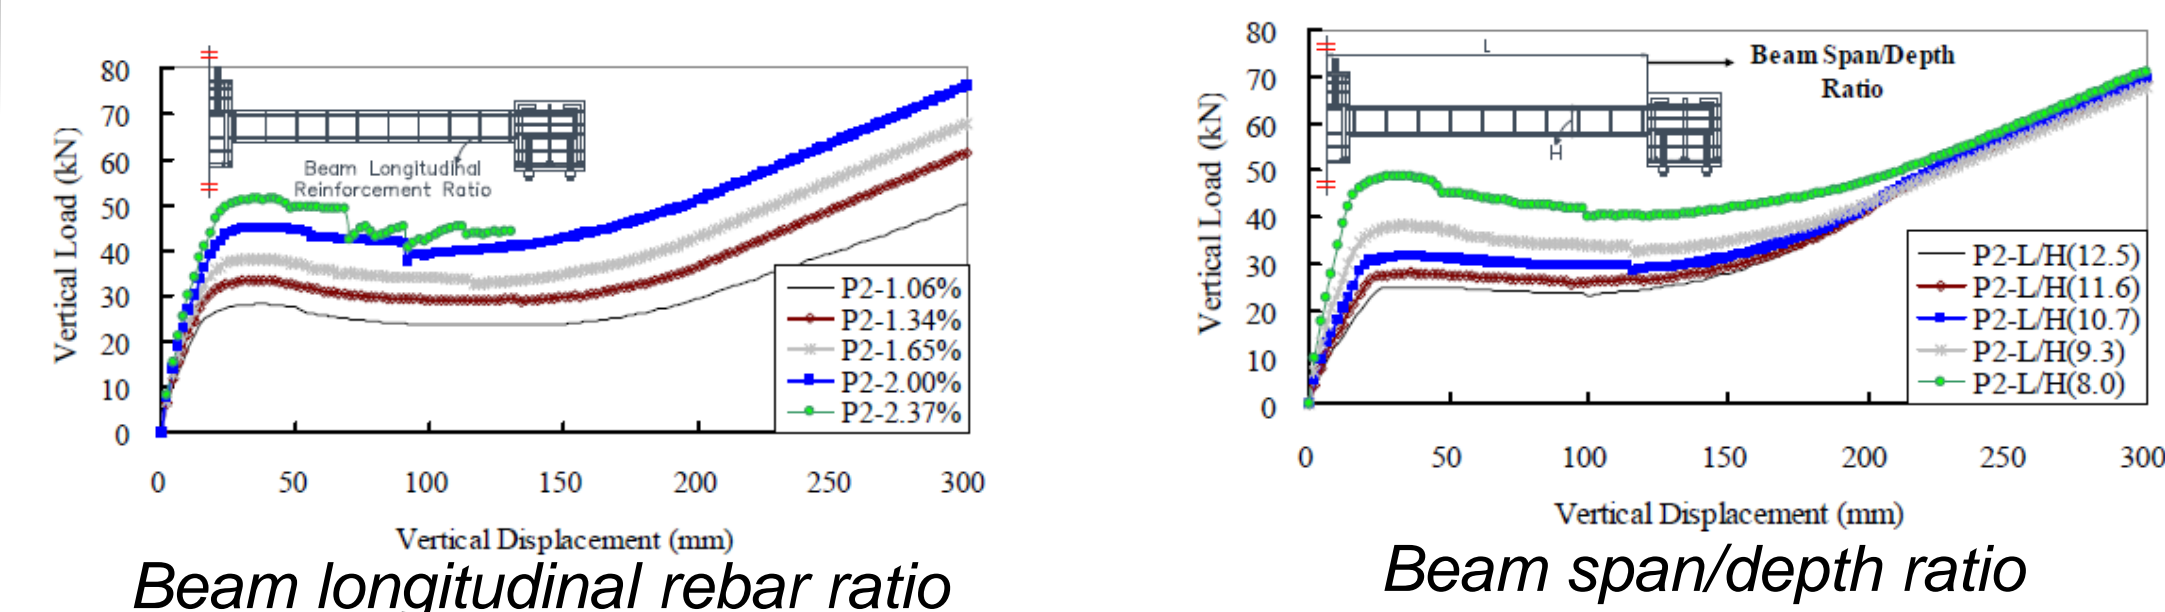 80
70
60
50
40
30
20
10
0
Vertical Load (kN)
Beam Longitudinal
Reinforcement Ratio
P2-1.06%
P2-1.34%
P2-1.65%
P2-2.00%
P2-2.37%
0 50 100 150 200 250 300
Vertical Displacement (mm)
Beam longitudinal rebar ratio
80
70
60
50
40
30
20
10
0
Vertical Load (kN)
L
Beam Span/Depth
Ratio
H
P2-L/H(12.5)
P2-L/H(11.6)
P2-L/H(10.7)
P2-L/H(9.3)
P2-L/H(8.0)
0 50 100 150 200 250 300
Vertical Displacement (mm)
Beam span/depth ratio